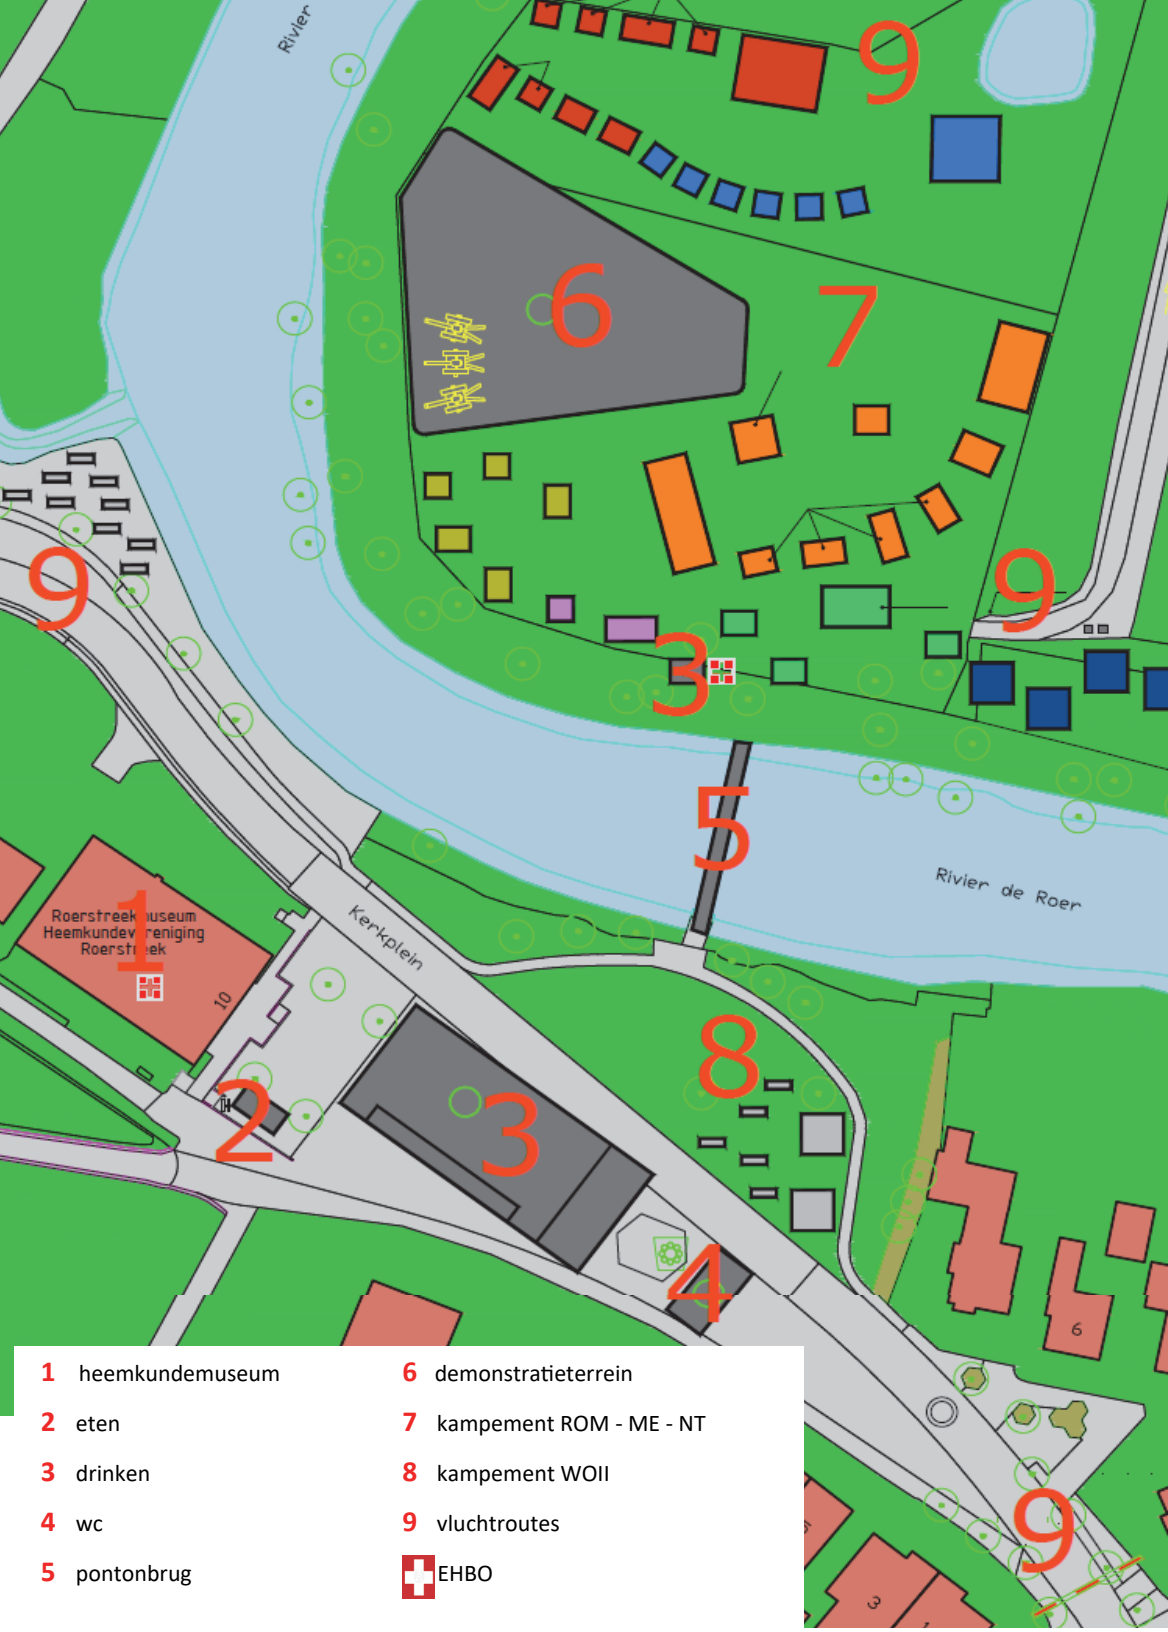 Rivier
9
6
7
9
9
3
5
Rivier de Roer
1
Roerstreekmuseum
Heemkundevereniging
Roerstreek
10
Kerkplein
8
2
3
4
6
9
3
1 heemkundemuseum
2 eten
3 drinken
4 wc
5 pontonbrug
6 demonstratieterrein
7 kampement ROM - ME - NT
8 kampement WOII
9 vluchtroutes
EHBO